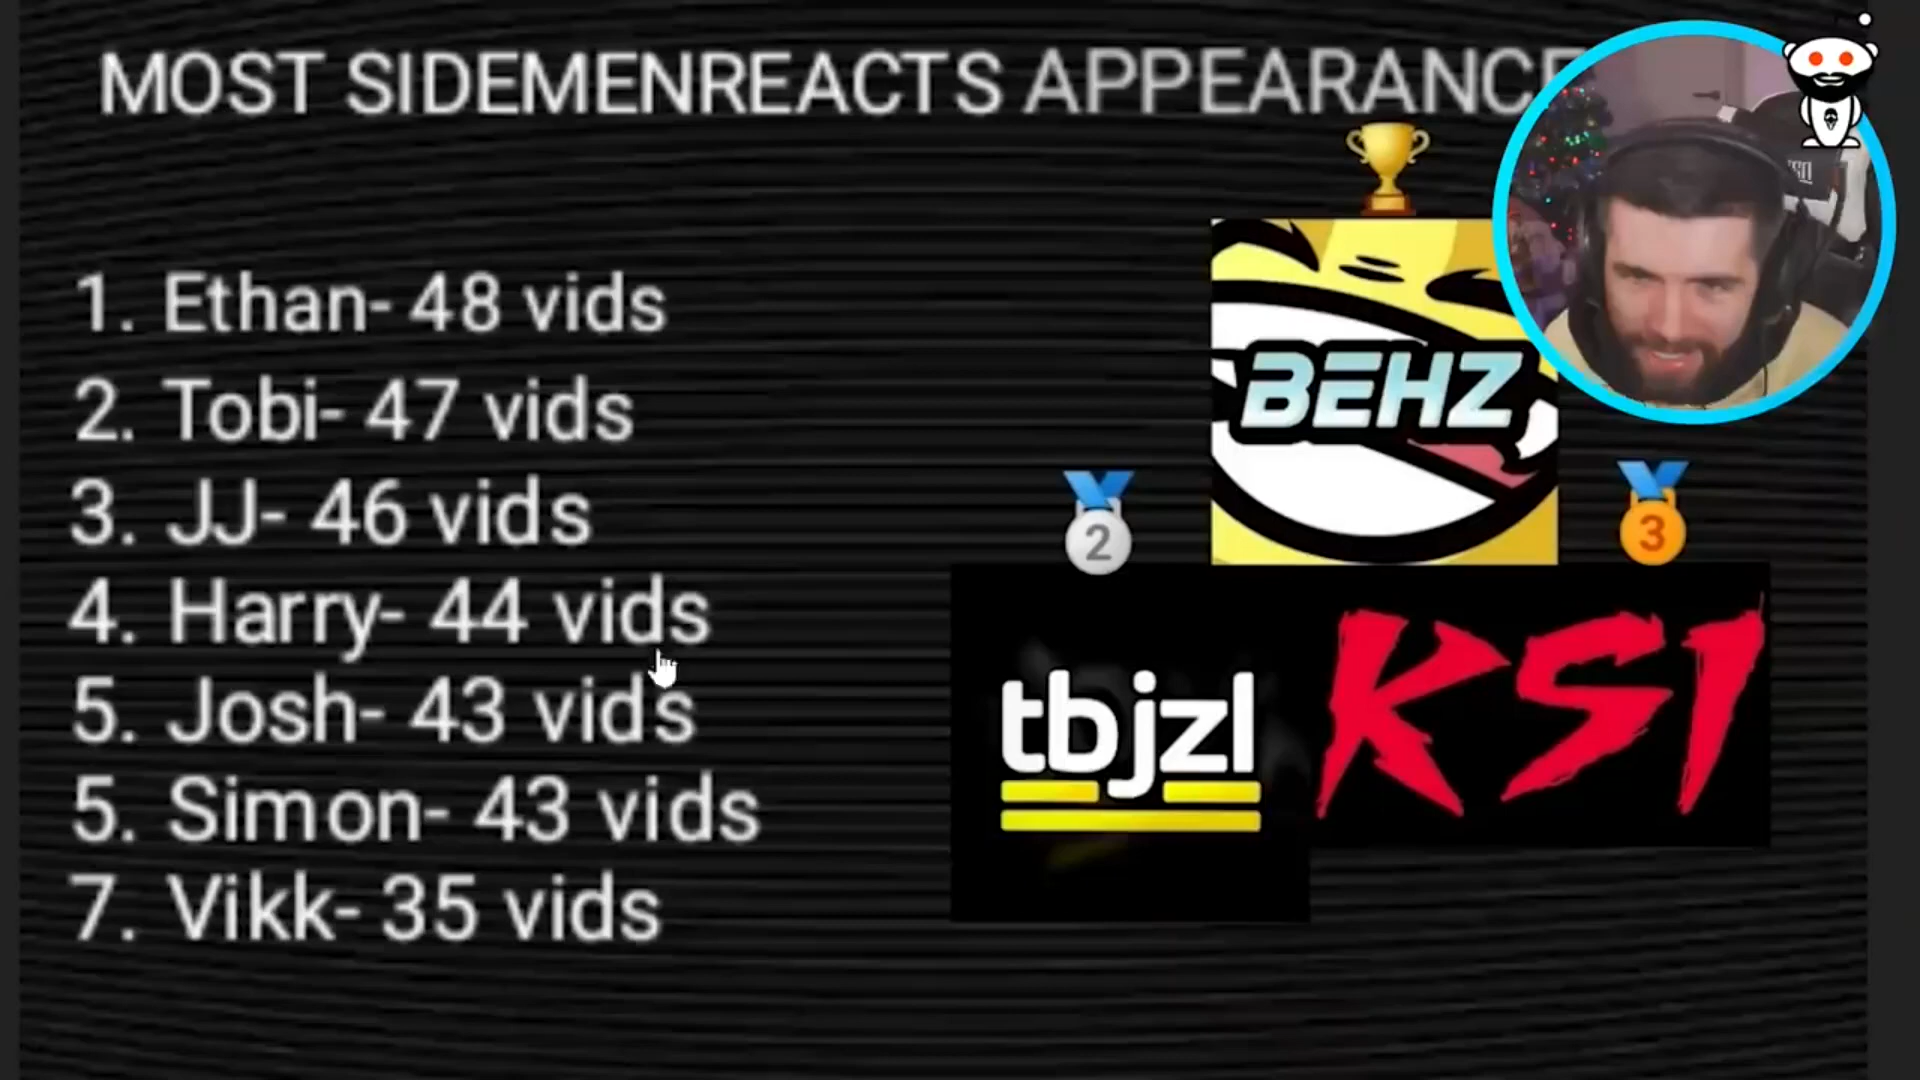 MOST SIDEMENREACTS APPEARANCE
1. Ethan- 48 vids
2. Tobi- 47 vids
3. JJ- 46 vids
4. Harry- 44 vids
5. Josh- 43 vids
5. Simon- 43 vids
7. Vikk- 35 vids
BEHZ
2
3
tbjzl
KSI